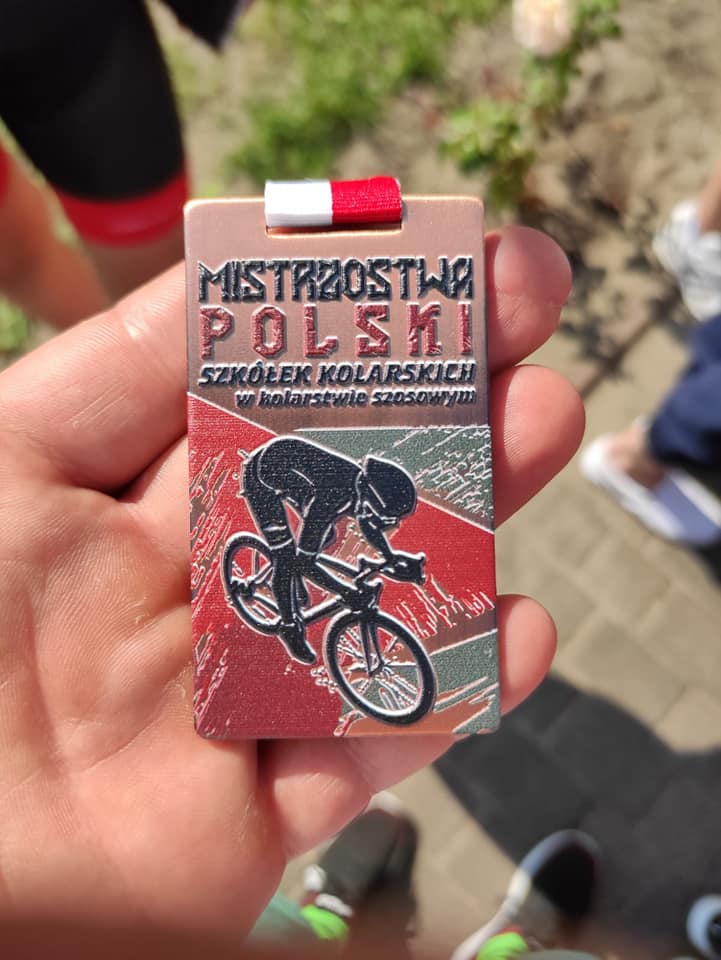 MISTRZOSTWA
POLSKI
SZKÓŁEK KOLARSKICH
w kolarstwie szosowym